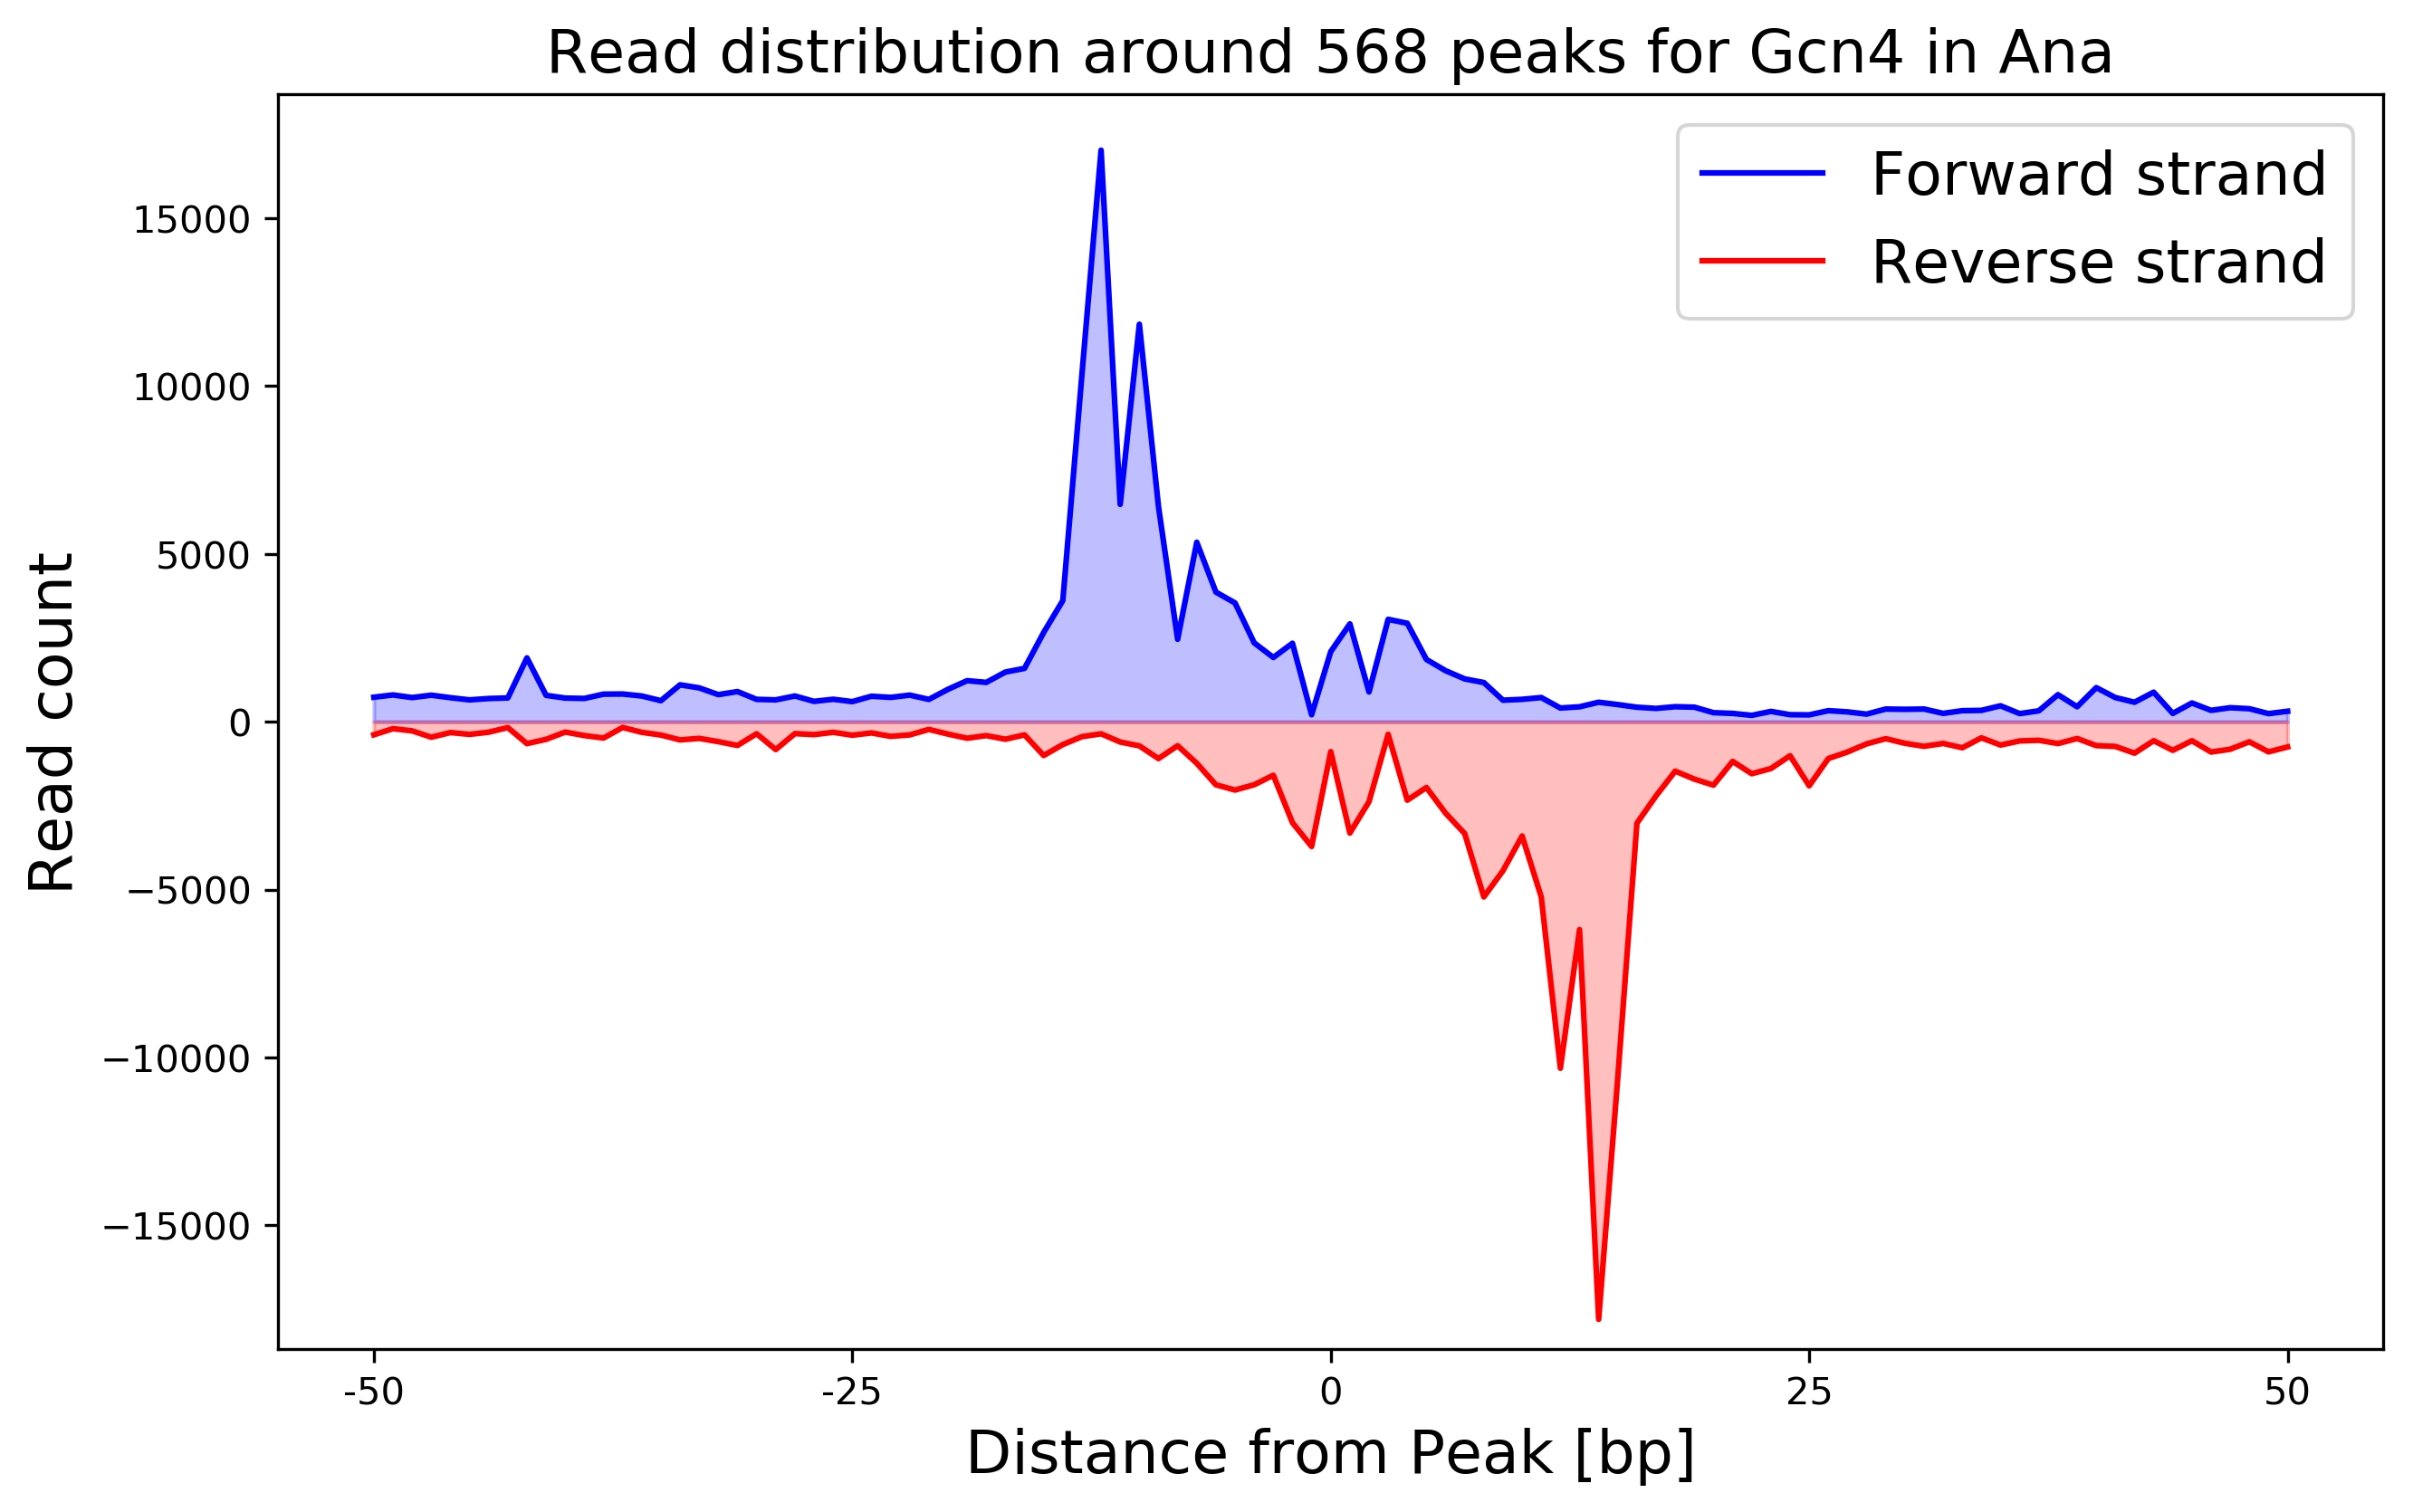 Read distribution around 568 peaks for Gcn4 in Ana
Forward strand
Reverse strand
Read count
15000
10000
5000
0
−5000
−10000
−15000
-50
-25
0
25
50
Distance from Peak [bp]